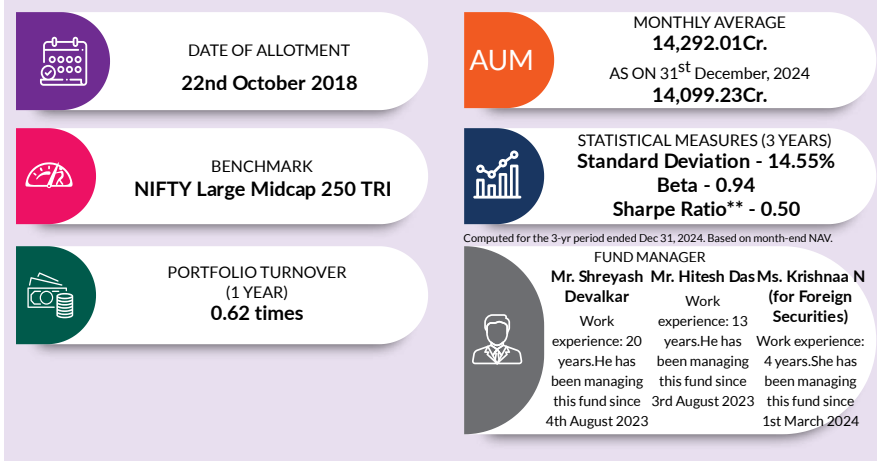 DATE OF ALLOTMENT
22nd October 2018
BENCHMARK
NIFTY Large Midcap 250 TRI
PORTFOLIO TURNOVER
(1 YEAR)
0.62 times
AUM
MONTHLY AVERAGE
14,292.01Cr.
AS ON 31st December, 2024
14,099.23Cr.
STATISTICAL MEASURES (3 YEARS)
Standard Deviation - 14.55%
Beta - 0.94
Sharpe Ratio** - 0.50
Computed for the 3-yr period ended Dec 31, 2024. Based on month-end NAV.
FUND MANAGER
Mr. Shreyash
Devalkar
Work
experience: 20
years.He has
been managing
this fund since
4th August 2023
Mr. Hitesh Das
Work
experience: 13
years.He has
been managing
this fund since
3rd August 2023
Ms. Krishnaa N
(for Foreign
Securities)
Work experience:
4 years.She has
been managing
this fund since
1st March 2024